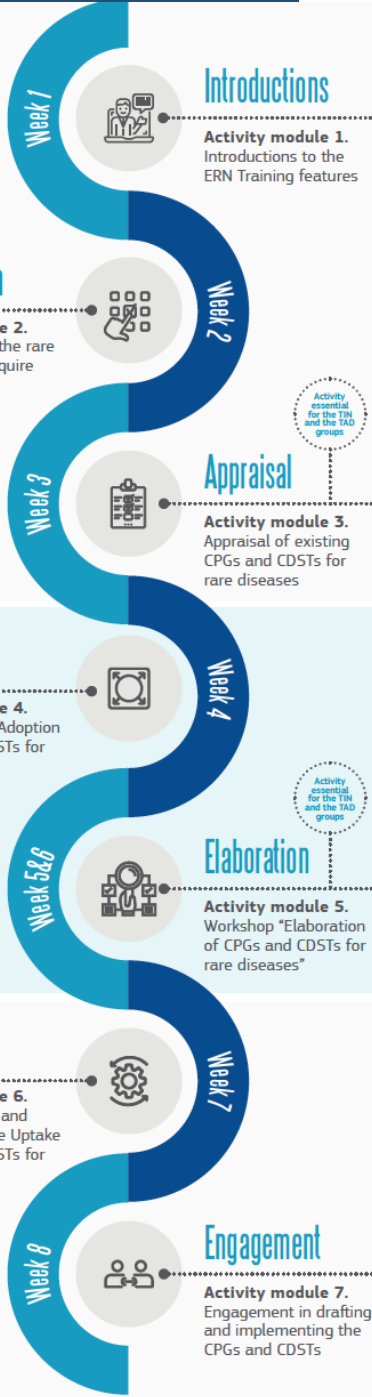 Week 1
Introductions
Activity module 1.
Introductions to the
ERN Training features
Week 2
n
e 2.
the rare
quire
Week 3
Activity
essential
for the TIN
and the TAD
groups
Appraisal
Activity module 3.
Appraisal of existing
CPGs and CDSTs for
rare diseases
Week 4
e 4.
Adoption
STs for
Activity
essential
for the TIN
and the TAD
groups
Week 5&6
Elaboration
Activity module 5.
Workshop "Elaboration
of CPGs and CDSTs for
rare diseases"
Week 7
e 6.
and
e Uptake
STs for
Week 8
Engagement
Activity module 7.
Engagement in drafting
and implementing the
CPGs and CDSTs